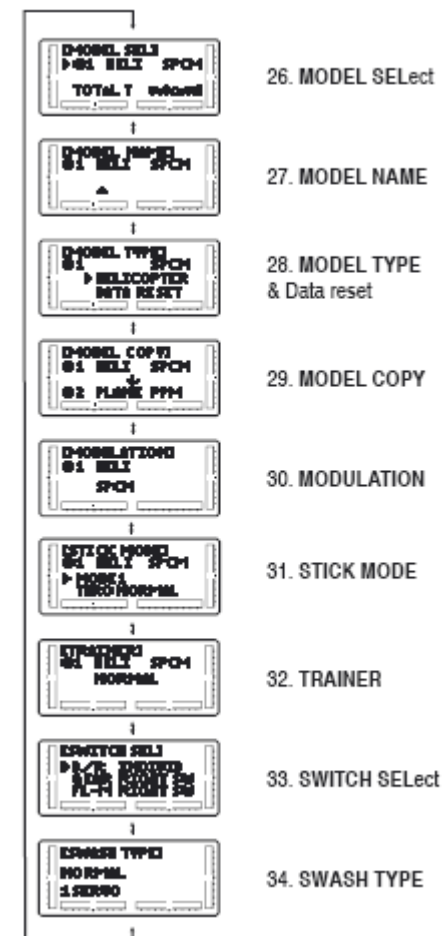 [MODEL SEL]
▶01 HELI SPCM
TOTAL T
26. MODEL SELect
[MODEL NAME]
01 HELI SPCM
27. MODEL NAME
[MODEL TYPE]
01 SPCM
▶HELICOPTER
DATA RESET
28. MODEL TYPE
& Data reset
[MODEL COPY]
01 HELI SPCM
02 PLANE PPM
29. MODEL COPY
[MODULATION]
01 HELI
SPCM
30. MODULATION
[STICK MODE]
01 HELI SPCM
▶MODE1
THRO NORMAL
31. STICK MODE
[TRAINER]
01 HELI SPCM
NORMAL
32. TRAINER
[SWITCH SEL]
33. SWITCH SELect
[SWASH TYPE]
NORMAL
1SERVO
34. SWASH TYPE